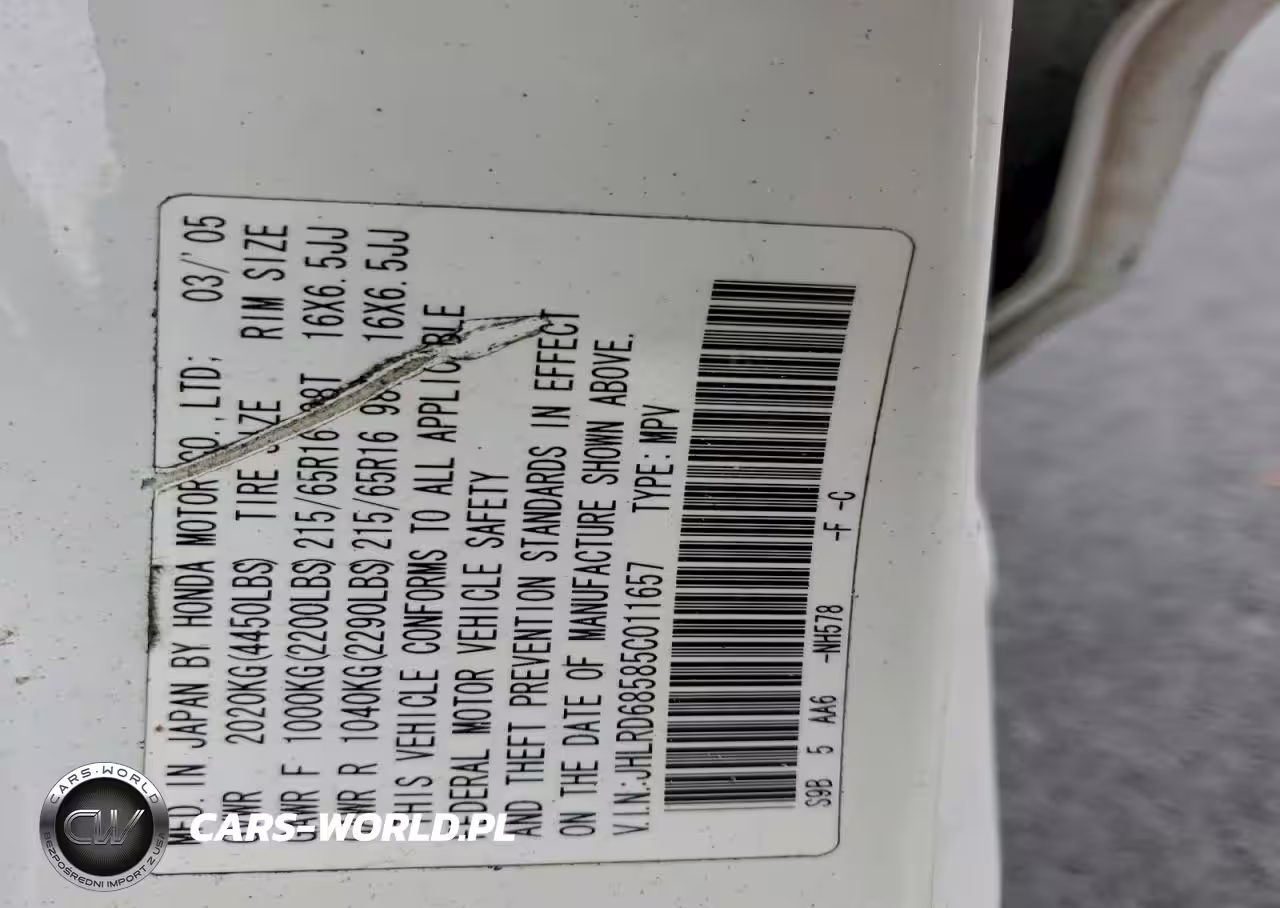 MFD. IN JAPAN BY HONDA MOTOR CO., LTD; 03/'05
GVWR 2020KG(4450LBS) TIRE SIZE RIM SIZE
GAWR F 1000KG(2200LBS) 215/65R16 98T 16X6.5JJ
GAWR R 1040KG(2290LBS) 215/65R16 98T 16X6.5JJ
THIS VEHICLE CONFORMS TO ALL APPLICABLE
FEDERAL MOTOR VEHICLE SAFETY
AND THEFT PREVENTION STANDARDS IN EFFECT
ON THE DATE OF MANUFACTURE SHOWN ABOVE.
V.I.N.:JHLRD68585C011657 TYPE:MPV
S9B 5 AA6 -NH578 -F -C
CARS-WORLD
CW
BEZPOŚREDNI IMPORT Z USA
CARS-WORLD.PL